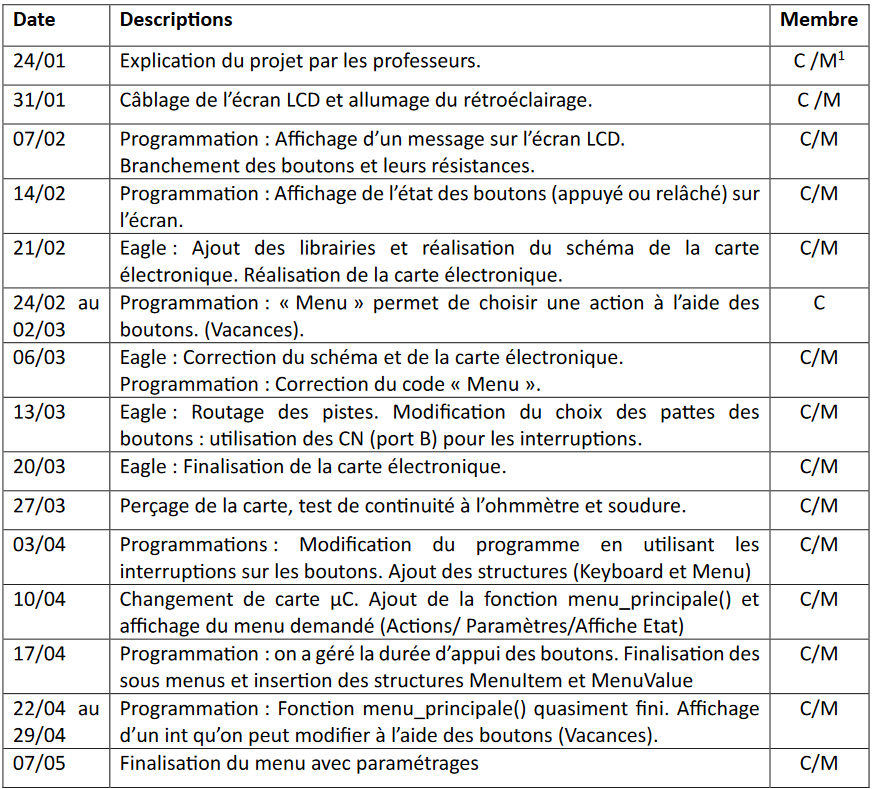 Date Descriptions Membre
24/01 Explication du projet par les professeurs. C /M¹
31/01 Câblage de l’écran LCD et allumage du rétroéclairage. C /M
07/02 Programmation : Affichage d’un message sur l’écran LCD. C/M
Branchement des boutons et leurs résistances.
14/02 Programmation : Affichage de l’état des boutons (appuyé ou relâché) sur C/M
l’écran.
21/02 Eagle : Ajout des librairies et réalisation du schéma de la carte C/M
électronique. Réalisation de la carte électronique.
24/02 au Programmation : « Menu » permet de choisir une action à l’aide des C
02/03 boutons. (Vacances).
06/03 Eagle : Correction du schéma et de la carte électronique. C/M
Programmation : Correction du code « Menu ».
13/03 Eagle : Routage des pistes. Modification du choix des pattes des C/M
boutons : utilisation des CN (port B) pour les interruptions.
20/03 Eagle : Finalisation de la carte électronique. C/M
27/03 Perçage de la carte, test de continuité à l’ohmmètre et soudure. C/M
03/04 Programmations : Modification du programme en utilisant les C/M
interruptions sur les boutons. Ajout des structures (Keyboard et Menu)
10/04 Changement de carte µC. Ajout de la fonction menu_principale() et C/M
affichage du menu demandé (Actions/ Paramètres/Affiche Etat)
17/04 Programmation : on a géré la durée d’appui des boutons. Finalisation des C/M
sous menus et insertion des structures MenuItem et MenuValue
22/04 au Programmation : Fonction menu_principale() quasiment fini. Affichage C/M
29/04 d’un int qu’on peut modifier à l’aide des boutons (Vacances).
07/05 Finalisation du menu avec paramétrages C/M